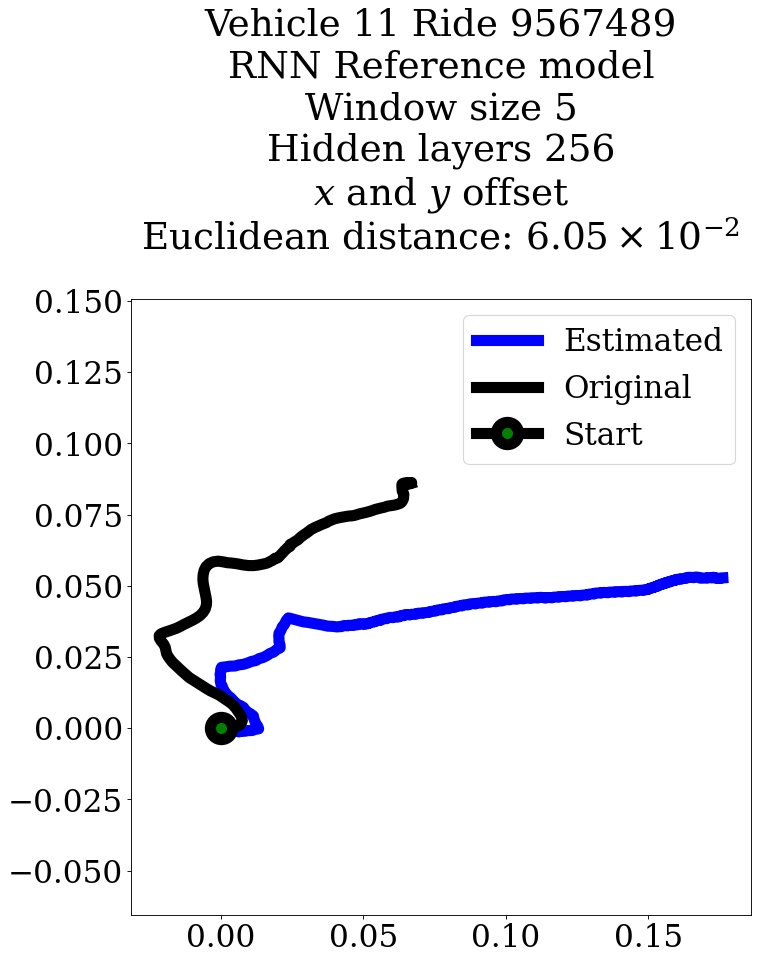 Vehicle 11 Ride 9567489
RNN Reference model
Window size 5
Hidden layers 256
x and y offset
Euclidean distance: 6.05 × 10⁻²
0.150
0.125
0.100
0.075
0.050
0.025
0.000
−0.025
−0.050
Estimated
Original
Start
0.00 0.05 0.10 0.15